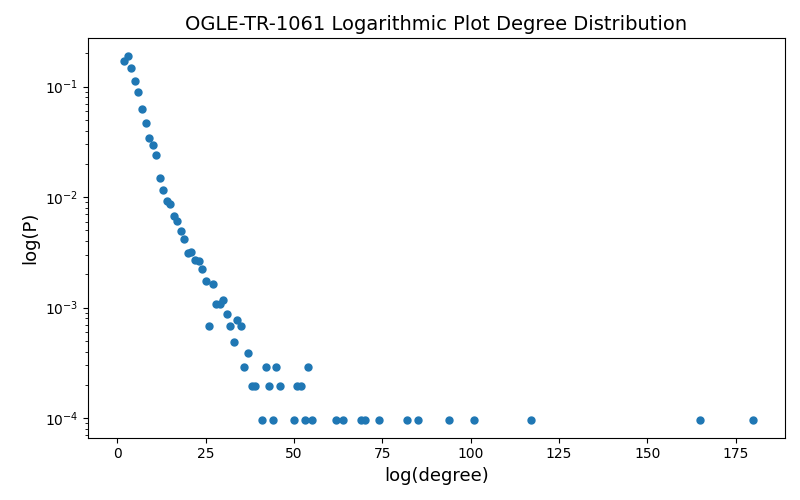 OGLE-TR-1061 Logarithmic Plot Degree Distribution
log(P)
10⁻¹
10⁻²
10⁻³
10⁻⁴
0 25 50 75 100 125 150 175
log(degree)